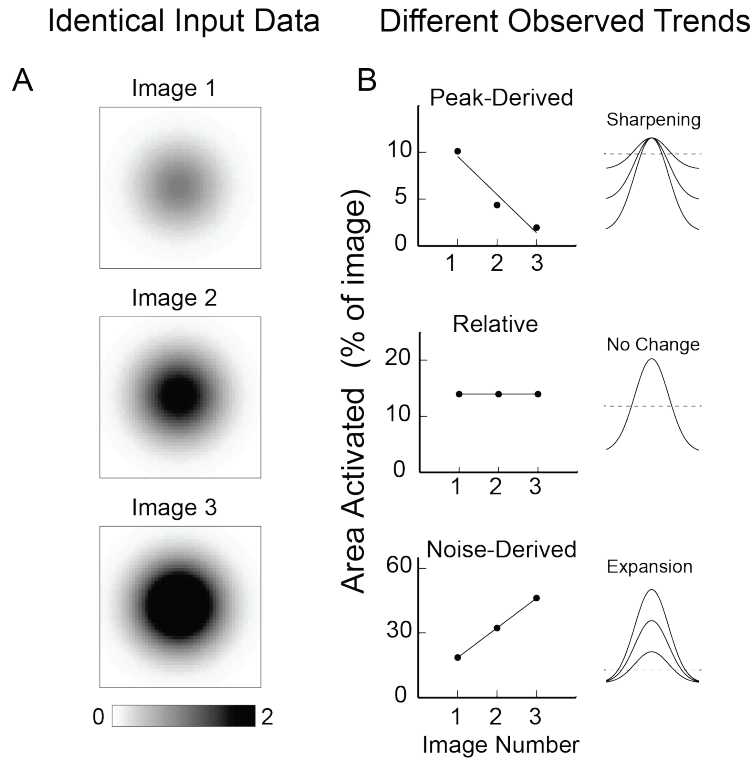 Identical Input Data
Different Observed Trends
A
Image 1
Image 2
Image 3
0
2
B
Area Activated (% of image)
Peak-Derived
10
5
0
1 2 3
Sharpening
Relative
20
10
0
1 2 3
No Change
Noise-Derived
60
30
0
1 2 3
Expansion
Image Number